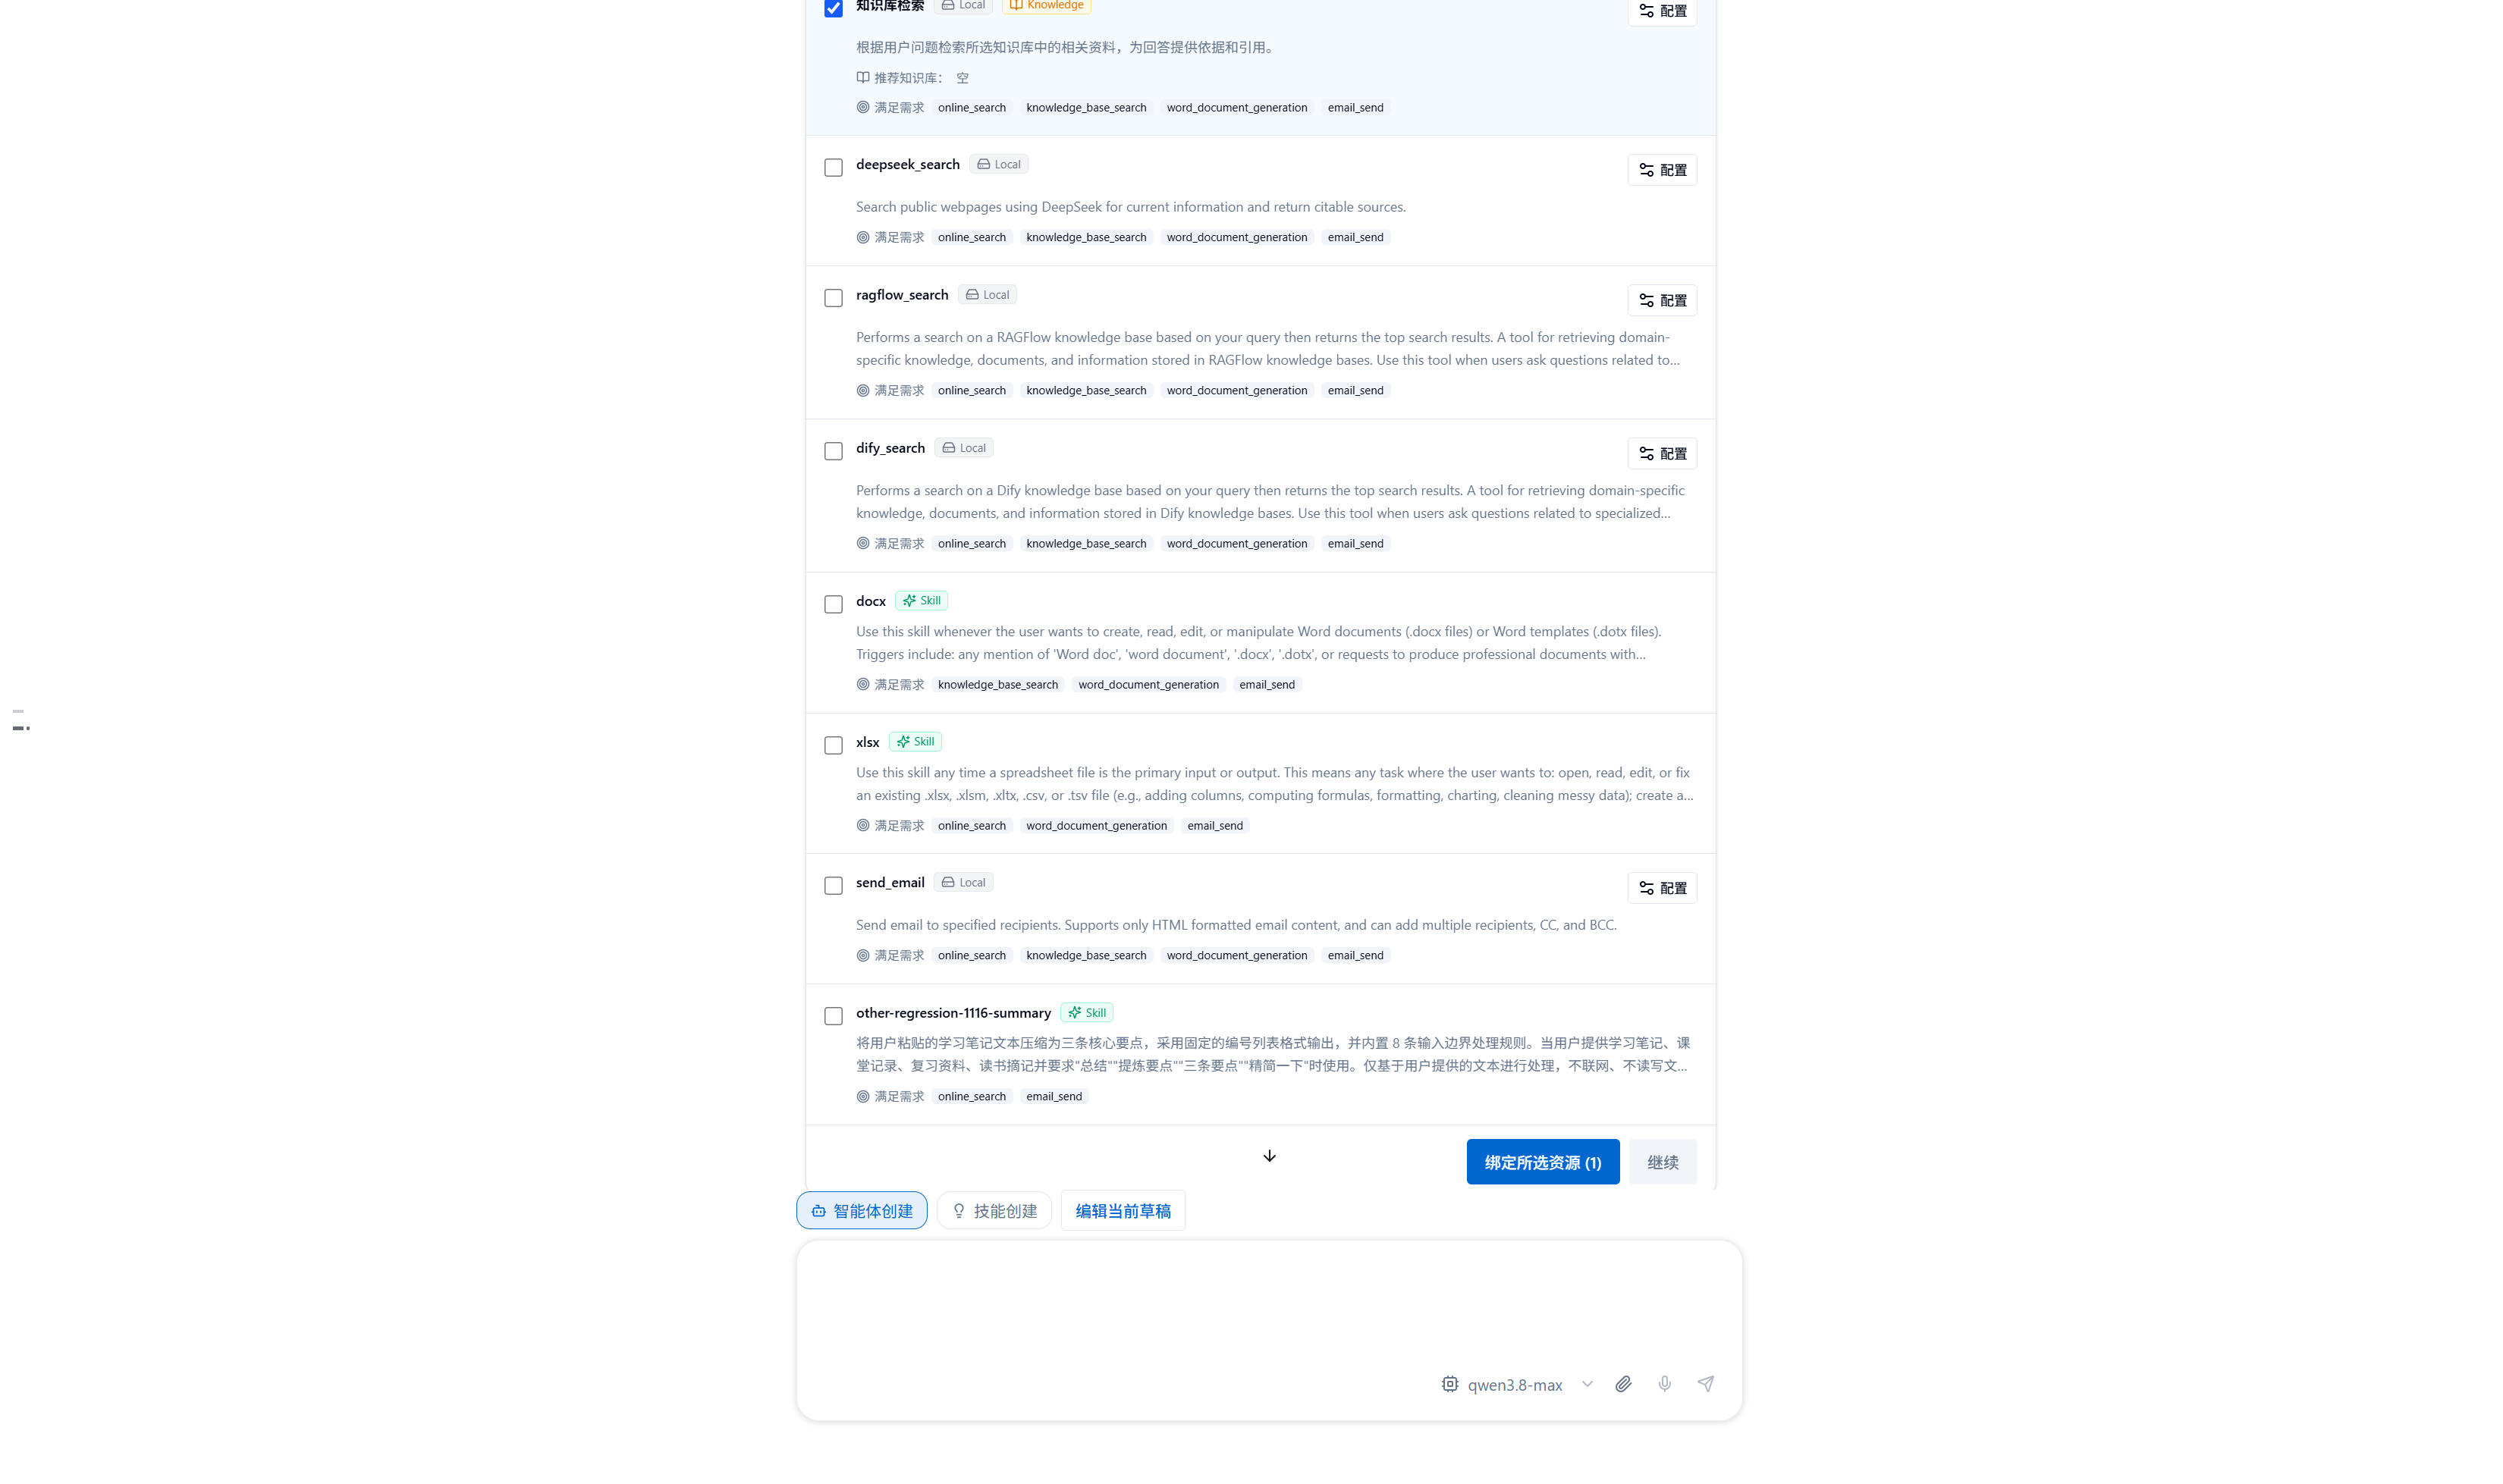 知识库检索 Local Knowledge 配置
根据用户问题检索所选知识库中的相关资料，为回答提供依据和引用。
推荐知识库： 空
满足需求 online_search knowledge_base_search word_document_generation email_send
deepseek_search Local 配置
Search public webpages using DeepSeek for current information and return citable sources.
满足需求 online_search knowledge_base_search word_document_generation email_send
ragflow_search Local 配置
Performs a search on a RAGFlow knowledge base based on your query then returns the top search results. A tool for retrieving domain-
specific knowledge, documents, and information stored in RAGFlow knowledge bases. Use this tool when users ask questions related to...
满足需求 online_search knowledge_base_search word_document_generation email_send
dify_search Local 配置
Performs a search on a Dify knowledge base based on your query then returns the top search results. A tool for retrieving domain-specific
knowledge, documents, and information stored in Dify knowledge bases. Use this tool when users ask questions related to specialized...
满足需求 online_search knowledge_base_search word_document_generation email_send
docx Skill
Use this skill whenever the user wants to create, read, edit, or manipulate Word documents (.docx files) or Word templates (.dotx files).
Triggers include: any mention of 'Word doc', 'word document', '.docx', '.dotx', or requests to produce professional documents with...
满足需求 knowledge_base_search word_document_generation email_send
xlsx Skill
Use this skill any time a spreadsheet file is the primary input or output. This means any task where the user wants to: open, read, edit, or fix
an existing .xlsx, .xlsm, .xltx, .csv, or .tsv file (e.g., adding columns, computing formulas, formatting, charting, cleaning messy data); create a...
满足需求 online_search word_document_generation email_send
send_email Local 配置
Send email to specified recipients. Supports only HTML formatted email content, and can add multiple recipients, CC, and BCC.
满足需求 online_search knowledge_base_search word_document_generation email_send
other-regression-1116-summary Skill
将用户粘贴的学习笔记文本压缩为三条核心要点，采用固定的编号列表格式输出，并内置 8 条输入边界处理规则。当用户提供学习笔记、课
堂记录、复习资料、读书摘记并要求"总结""提炼要点""三条要点""精简一下"时使用。仅基于用户提供的文本进行处理，不联网、不读写文...
满足需求 online_search email_send
绑定所选资源 (1) 继续
智能体创建 技能创建 编辑当前草稿
qwen3.8-max